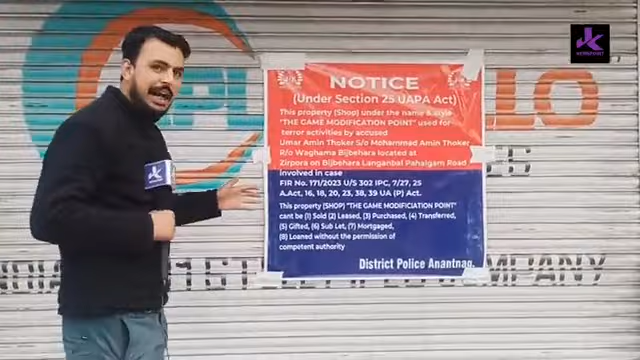 NOTICE
(Under Section 25 UAPA Act)
This property (Shop) under the name & style
"THE GAME MODIFICATION POINT" used for
terror activities by accused
Umar Amin Thoker S/o Mohammad Amin Thoker
R/o Waghama Bijbehara located at
Zirpora on Bijbehara Langanbal Pahalgam Road
involved in case
FIR No. 171/2023 U/S 302 IPC, 7/27, 25
A.Act, 16, 18, 20, 23, 38, 39 UA (P) Act.
This property (SHOP) "THE GAME MODIFICIATION POINT"
cant be (1) Sold (2) Leased, (3) Purchased, (4) Transferred,
(5) Gifted, (6) Sub Let, (7) Mortgaged,
(8) Loaned without the permission of
competent authority
District Police Anantnag.